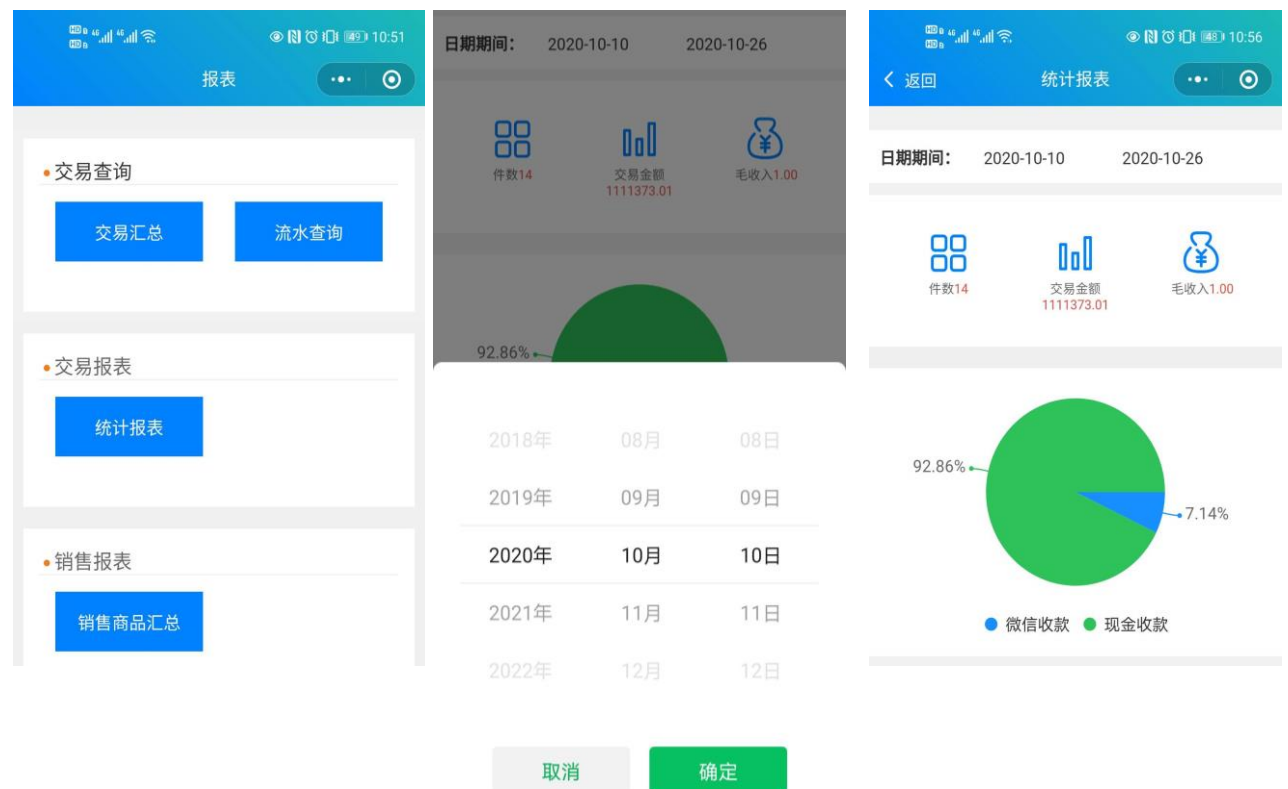 10:51
报表
交易查询
交易汇总
流水查询
交易报表
统计报表
销售报表
销售商品汇总
日期期间： 2020-10-10 2020-10-26
件数14
交易金额
1111373.01
毛收入1.00
92.86%
2018年 08月 08日
2019年 09月 09日
2020年 10月 10日
2021年 11月 11日
2022年 12月 12日
取消 确定
10:56
返回 统计报表
日期期间： 2020-10-10 2020-10-26
件数14
交易金额
1111373.01
毛收入1.00
92.86%
7.14%
微信收款 现金收款